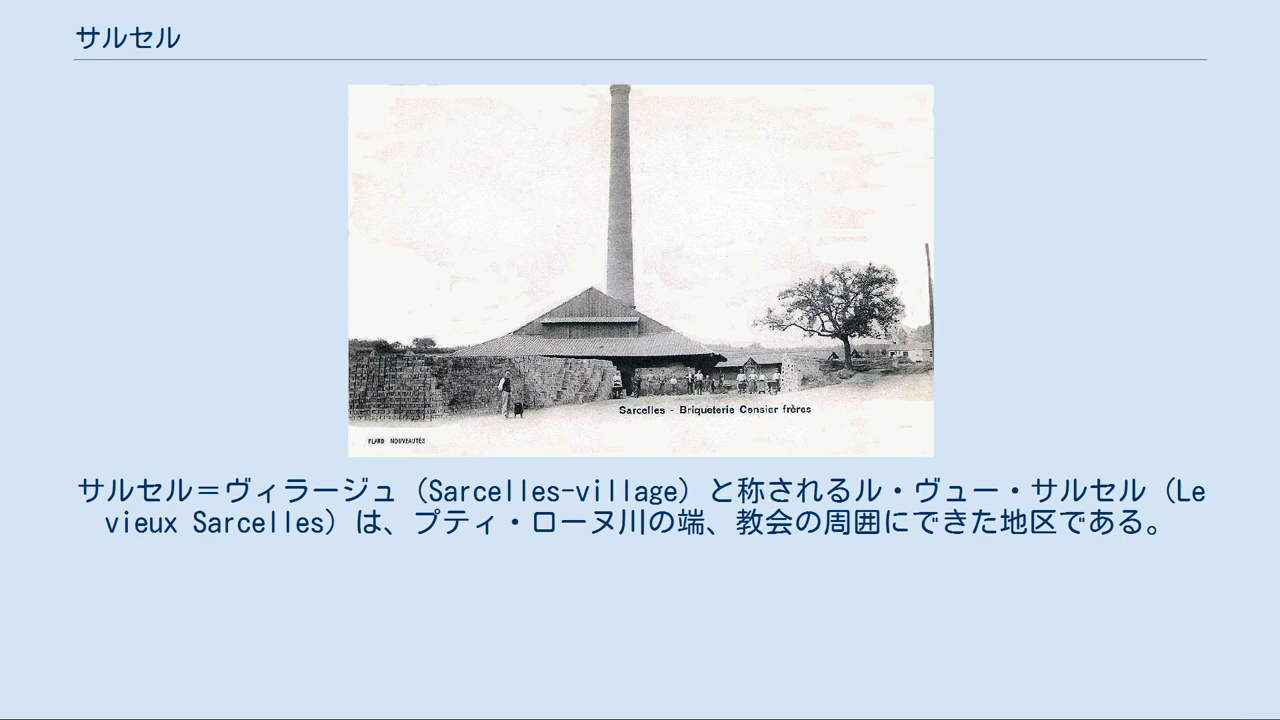 サルセル
Sarcelles - Briqueterie Censier frères
PLARD NOUVEAUTÉS
サルセル＝ヴィラージュ（Sarcelles-village）と称されるル・ヴュー・サルセル（Le
vieux Sarcelles）は、プティ・ローヌ川の端、教会の周囲にできた地区である。